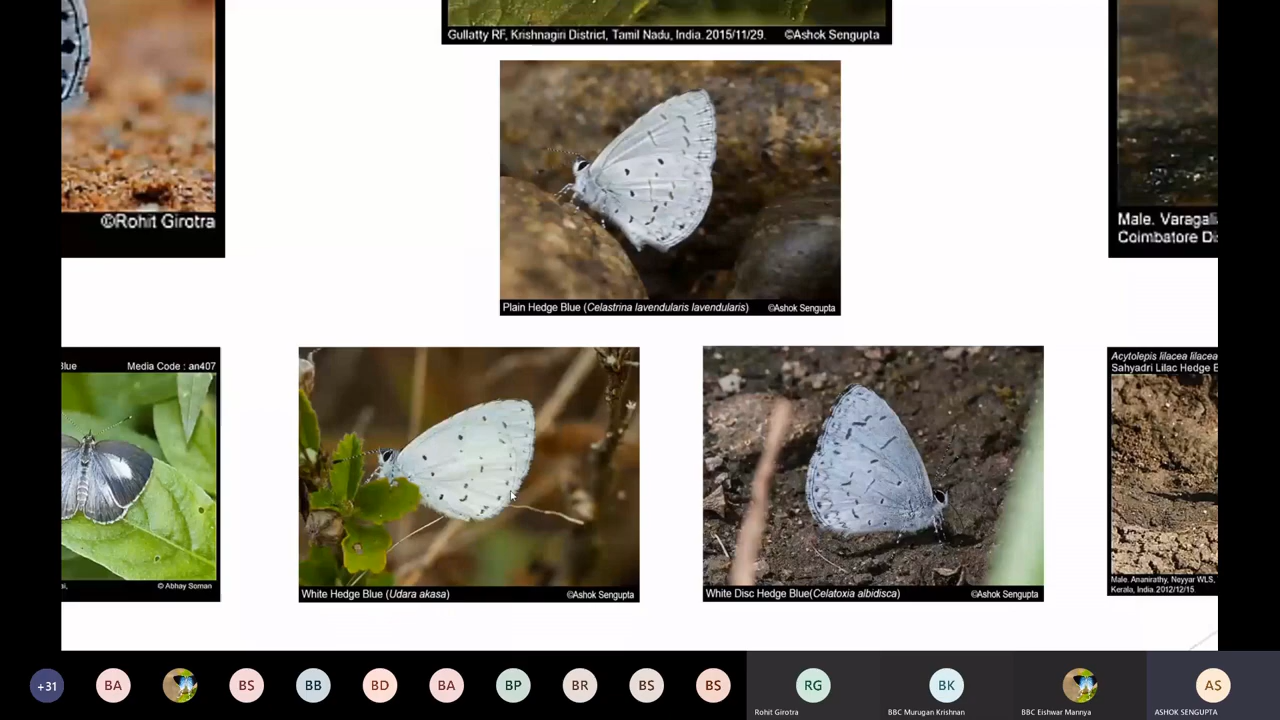 Gullatty RF, Krishnagiri District, Tamil Nadu, India. 2015/11/29. ©Ashok Sengupta
©Rohit Girotra
Male. Varagal
Coimbatore Di
Plain Hedge Blue (Celastrina lavendularis lavendularis) ©Ashok Sengupta
Blue Media Code : an407
© Abhay Soman
White Hedge Blue (Udara akasa) ©Ashok Sengupta
White Disc Hedge Blue(Celatoxia albidisca) ©Ashok Sengupta
Acytolepis lilacea lilacea
Sahyadri Lilac Hedge B
Male. Ananirathy, Neyyar WLS,
Kerala, India. 2012/12/15.
+31
BA
BS
BB
BD
BA
BP
BR
BS
BS
RG
Rohit Girotra
BK
BBC Murugan Krishnan
BBC Eishwar Mannya
AS
ASHOK SENGUPTA